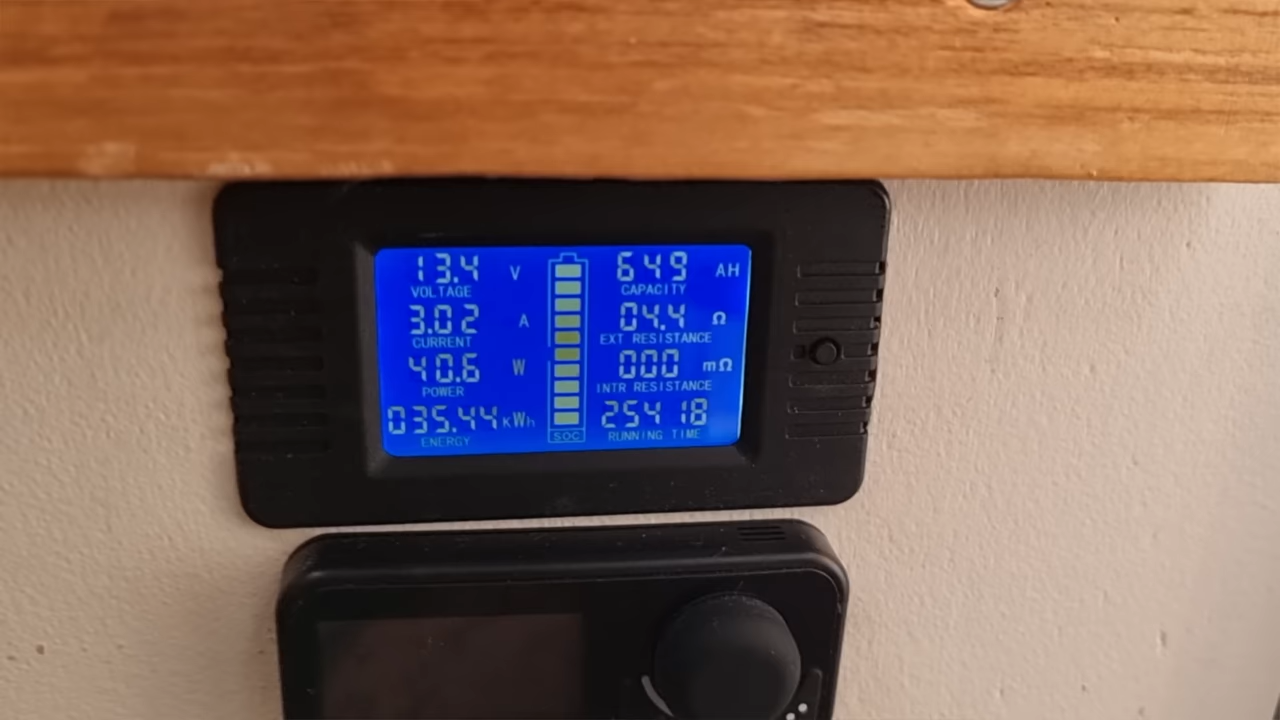 13.4 V
VOLTAGE
3.02 A
CURRENT
40.6 W
POWER
035.44 KWh
ENERGY
SOC
649 AH
CAPACITY
04.4 Ω
EXT RESISTANCE
000 mΩ
INTR RESISTANCE
254 18
RUNNING TIME